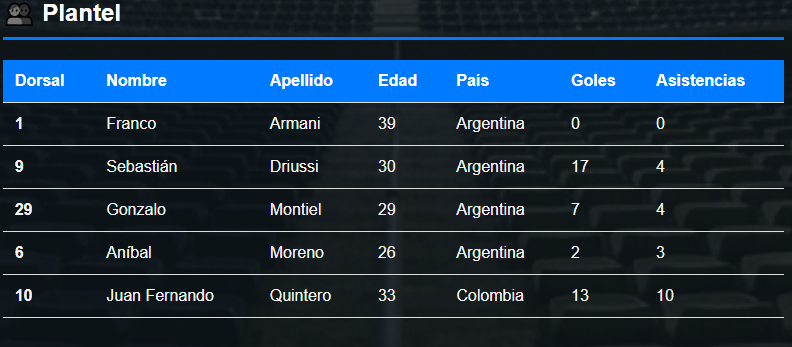 Plantel
Dorsal Nombre Apellido Edad País Goles Asistencias
1 Franco Armani 39 Argentina 0 0
9 Sebastián Driussi 30 Argentina 17 4
29 Gonzalo Montiel 29 Argentina 7 4
6 Aníbal Moreno 26 Argentina 2 3
10 Juan Fernando Quintero 33 Colombia 13 10